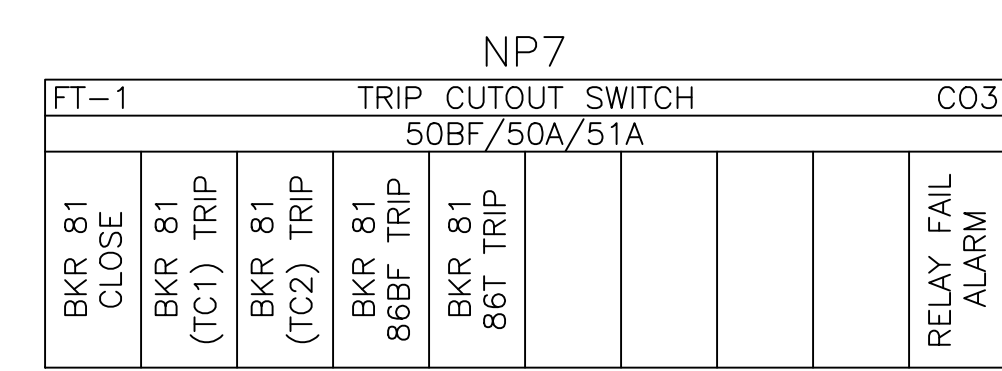 NP7
FT-1 TRIP CUTOUT SWITCH CO3
50BF/50A/51A
BKR 81
CLOSE
BKR 81
(TC1) TRIP
BKR 81
(TC2) TRIP
BKR 81
86BF TRIP
BKR 81
86T TRIP
RELAY FAIL
ALARM